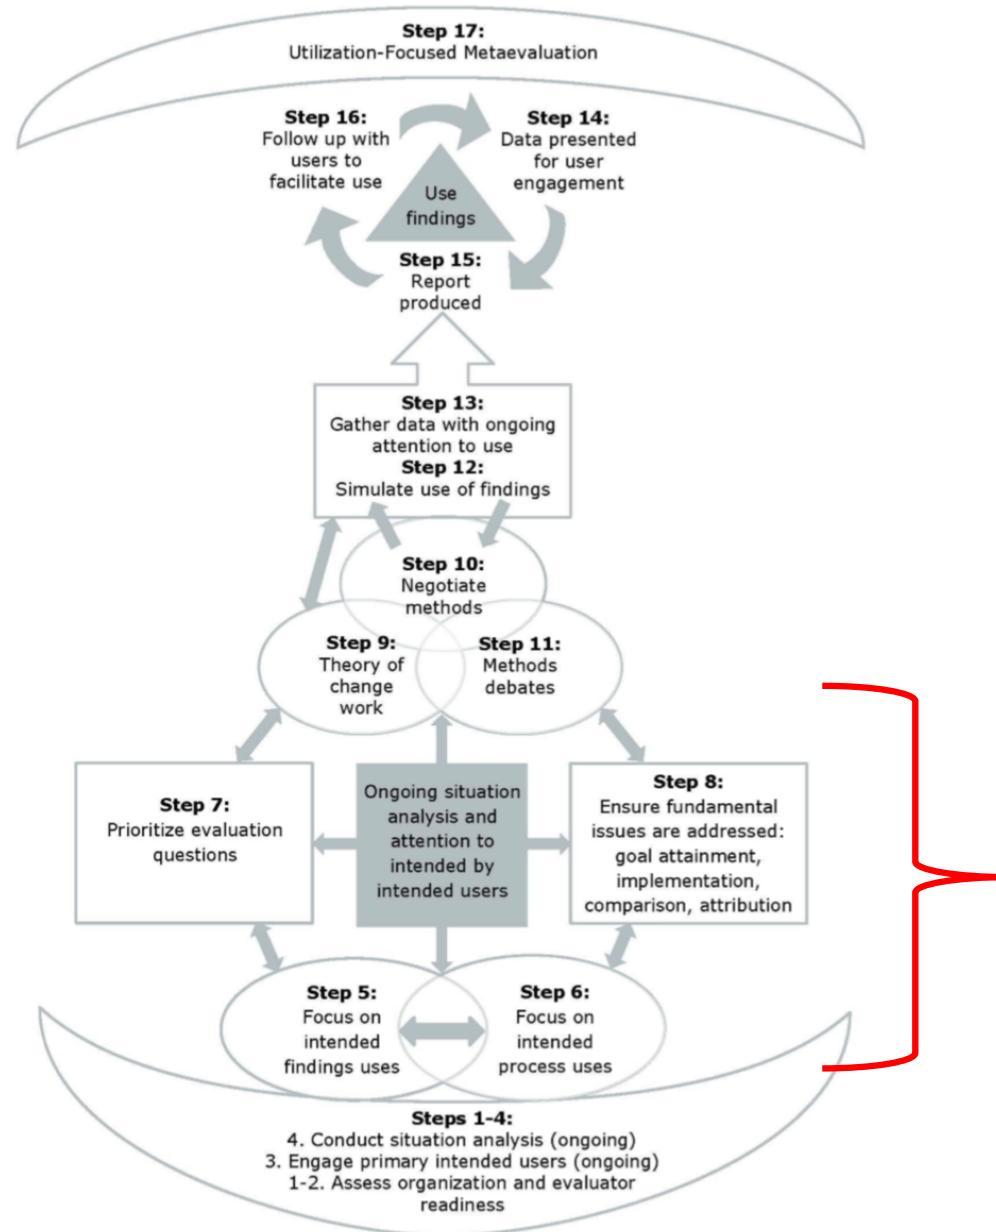 Step 17:
Utilization-Focused Metaevaluation
Step 16:
Follow up with
users to
facilitate use
Step 14:
Data presented
for user
engagement
Use
findings
Step 15:
Report
produced
Step 13:
Gather data with ongoing
attention to use
Step 12:
Simulate use of findings
Step 10:
Negotiate
methods
Step 9:
Theory of
change
work
Step 11:
Methods
debates
Step 7:
Prioritize evaluation
questions
Ongoing situation
analysis and
attention to
intended by
intended users
Step 8:
Ensure fundamental
issues are addressed:
goal attainment,
implementation,
comparison, attribution
Step 5:
Focus on
intended
findings uses
Step 6:
Focus on
intended
process uses
Steps 1-4:
4. Conduct situation analysis (ongoing)
3. Engage primary intended users (ongoing)
1-2. Assess organization and evaluator
readiness